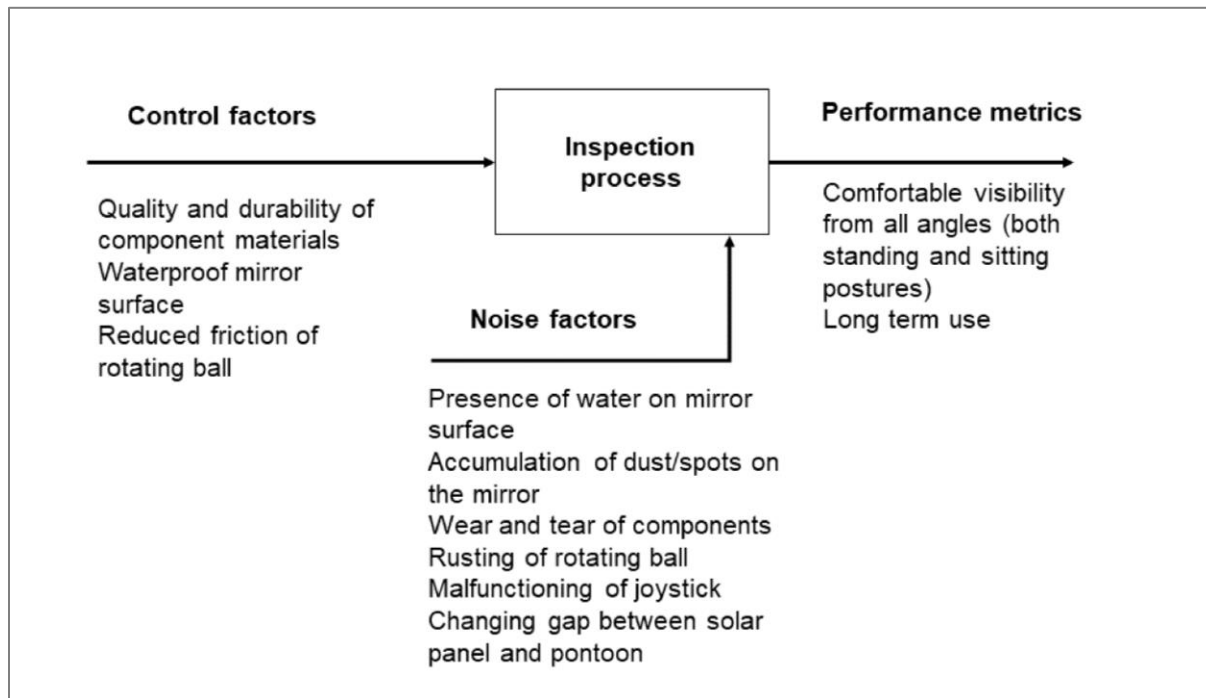 Control factors
Quality and durability of
component materials
Waterproof mirror
surface
Reduced friction of
rotating ball
Inspection
process
Noise factors
Presence of water on mirror
surface
Accumulation of dust/spots on
the mirror
Wear and tear of components
Rusting of rotating ball
Malfunctioning of joystick
Changing gap between solar
panel and pontoon
Performance metrics
Comfortable visibility
from all angles (both
standing and sitting
postures)
Long term use